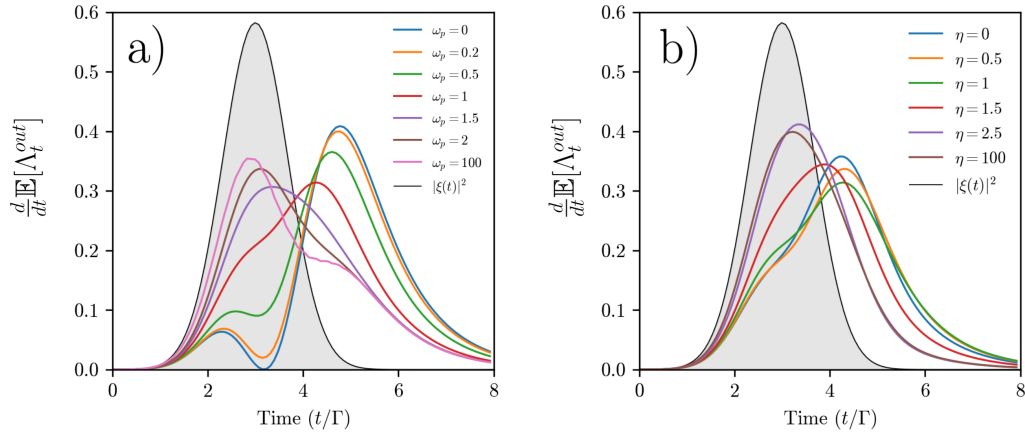 a)
d/dt 𝔼[Λ_t^{out}]
0.6
0.5
0.4
0.3
0.2
0.1
0.0
0 2 4 6 8
Time (t/Γ)
ω_p = 0
ω_p = 0.2
ω_p = 0.5
ω_p = 1
ω_p = 1.5
ω_p = 2
ω_p = 100
|ξ(t)|²
b)
d/dt 𝔼[Λ_t^{out}]
0.6
0.5
0.4
0.3
0.2
0.1
0.0
0 2 4 6 8
Time (t/Γ)
η = 0
η = 0.5
η = 1
η = 1.5
η = 2.5
η = 100
|ξ(t)|²